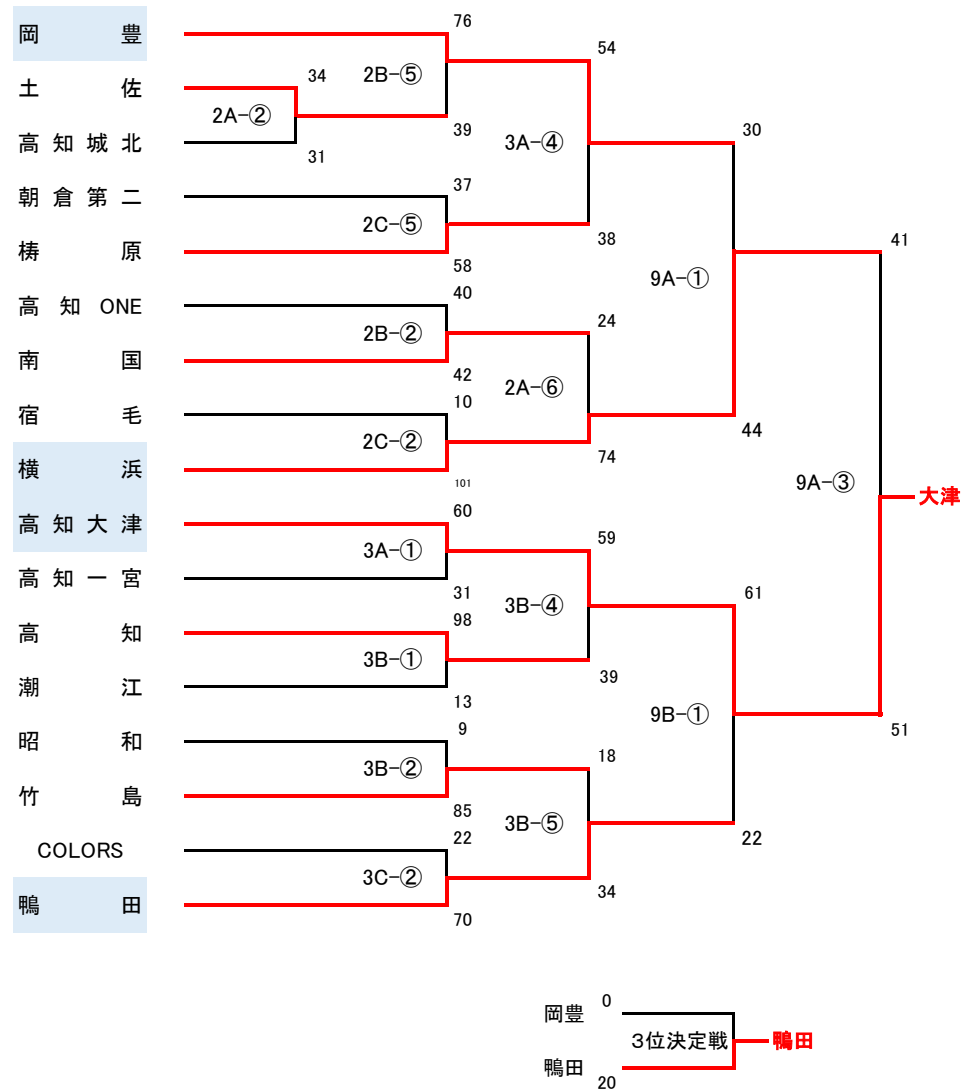 76
岡豊
54
34
2B-⑤
土佐
2A-②
39
3A-④
30
高知城北
31
37
朝倉第二
2C-⑤
38
41
梼原
58
9A-①
40
高知ONE
24
2B-②
南国
42
2A-⑥
10
宿毛
44
2C-②
74
横浜
101
9A-③
大津
60
高知大津
59
3A-①
高知一宮
31
3B-④
61
98
高知
3B-①
39
潮江
13
9B-①
51
9
昭和
18
3B-②
竹島
85
3B-⑤
22
22
COLORS
3C-②
34
鴨田
70
0
岡豊
3位決定戦
鴨田
鴨田
20